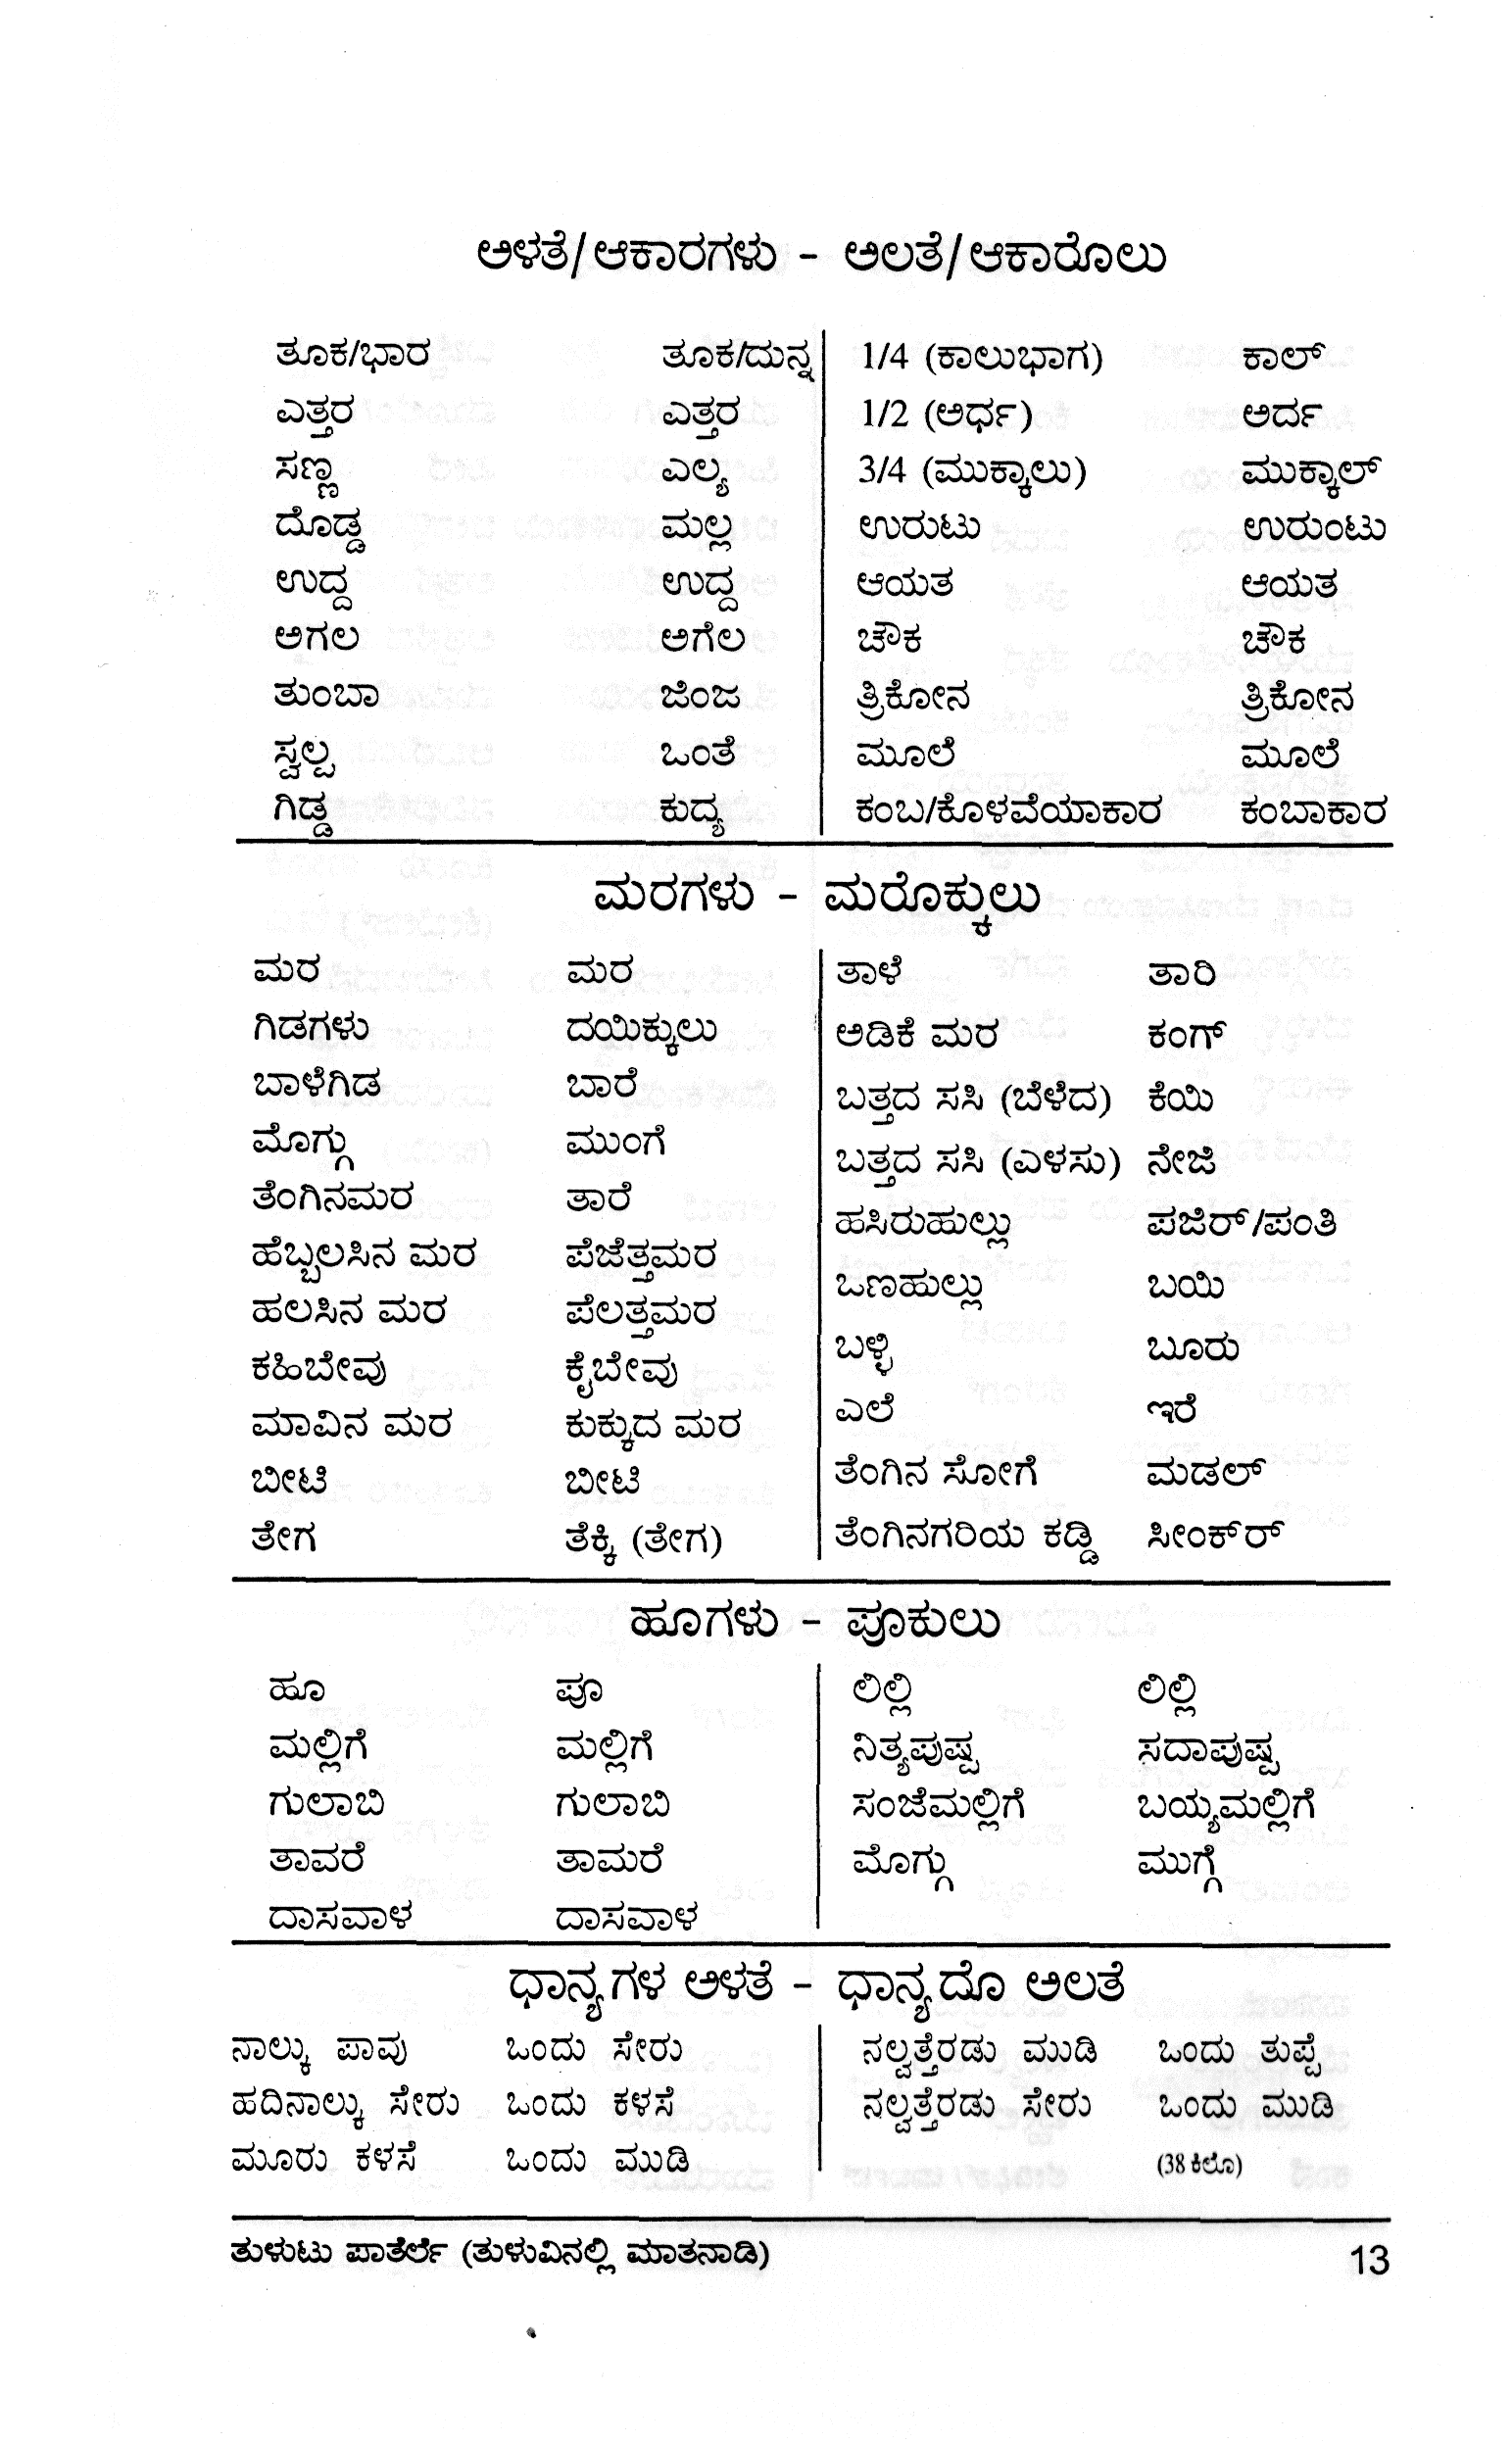 ಅಳತೆ/ಆಕಾರಗಳು - ಅಲತೆ/ಆಕಾರೊಲು
ತೂಕ/ಭಾರ ತೂಕ/ದುನ್ನ 1/4 (ಕಾಲುಭಾಗ) ಕಾಲ್
ಎತ್ತರ ಎತ್ತರ 1/2 (ಅರ್ಧ) ಅರ್ದ
ಸಣ್ಣ ಎಲ್ಯ 3/4 (ಮುಕ್ಕಾಲು) ಮುಕ್ಕಾಲ್
ದೊಡ್ಡ ಮಲ್ಲ ಉರುಟು ಉರುಂಟು
ಉದ್ದ ಉದ್ದ ಆಯತ ಆಯತ
ಅಗಲ ಅಗೆಲ ಚೌಕ ಚೌಕ
ತುಂಬಾ ಜಿಂಜ ತ್ರಿಕೋನ ತ್ರಿಕೋನ
ಸ್ವಲ್ಪ ಒಂತೆ ಮೂಲೆ ಮೂಲೆ
ಗಿಡ್ಡ ಕುದ್ಯ ಕಂಬ/ಕೊಳವೆಯಾಕಾರ ಕಂಬಾಕಾರ
ಮರಗಳು - ಮರೊಕ್ಕುಲು
ಮರ ಮರ ತಾಳೆ ತಾರಿ
ಗಿಡಗಳು ದಯಿಕ್ಕುಲು ಅಡಿಕೆ ಮರ ಕಂಗ್
ಬಾಳೆಗಿಡ ಬಾರೆ ಬತ್ತದ ಸಸಿ (ಬೆಳೆದ) ಕೆಯಿ
ಮೊಗ್ಗು ಮುಂಗೆ ಬತ್ತದ ಸಸಿ (ಎಳಸು) ನೇಜಿ
ತೆಂಗಿನಮರ ತಾರೆ ಹಸಿರುಹುಲ್ಲು ಪಜಿರ್/ಪಂತಿ
ಹೆಬ್ಬಲಸಿನ ಮರ ಪೆಜೆತ್ತಮರ ಒಣಹುಲ್ಲು ಬಯಿ
ಹಲಸಿನ ಮರ ಪೆಲತ್ತಮರ ಬಳ್ಳಿ ಬೂರು
ಕಹಿಬೇವು ಕೈಬೇವು ಎಲೆ ಇರೆ
ಮಾವಿನ ಮರ ಕುಕ್ಕುದ ಮರ ತೆಂಗಿನ ಸೋಗೆ ಮಡಲ್
ಬೀಟಿ ಬೀಟಿ ತೆಂಗಿನಗರಿಯ ಕಡ್ಡಿ ಸೀಂಕ್‌ರ್
ತೇಗ ತೆಕ್ಕಿ (ತೇಗ)
ಹೂಗಳು - ಪೂಕುಲು
ಹೂ ಪೂ ಲಿಲ್ಲಿ ಲಿಲ್ಲಿ
ಮಲ್ಲಿಗೆ ಮಲ್ಲಿಗೆ ನಿತ್ಯಪುಷ್ಪ ಸದಾಪುಷ್ಪ
ಗುಲಾಬಿ ಗುಲಾಬಿ ಸಂಜೆಮಲ್ಲಿಗೆ ಬಯ್ಯಮಲ್ಲಿಗೆ
ತಾವರೆ ತಾಮರೆ ಮೊಗ್ಗು ಮುಗ್ಗೆ
ದಾಸವಾಳ ದಾಸವಾಳ
ಧಾನ್ಯಗಳ ಅಳತೆ - ಧಾನ್ಯದೊ ಅಲತೆ
ನಾಲ್ಕು ಪಾವು ಒಂದು ಸೇರು ನಲ್ವತ್ತೆರಡು ಮುಡಿ ಒಂದು ತುಪ್ಪೆ
ಹದಿನಾಲ್ಕು ಸೇರು ಒಂದು ಕಳಸೆ ನಲ್ವತ್ತೆರಡು ಸೇರು ಒಂದು ಮುಡಿ
ಮೂರು ಕಳಸೆ ಒಂದು ಮುಡಿ (38 ಕಿಲೊ)
ತುಳುಟು ಪಾತೆರ್ಲೆ (ತುಳುವಿನಲ್ಲಿ ಮಾತನಾಡಿ) 13